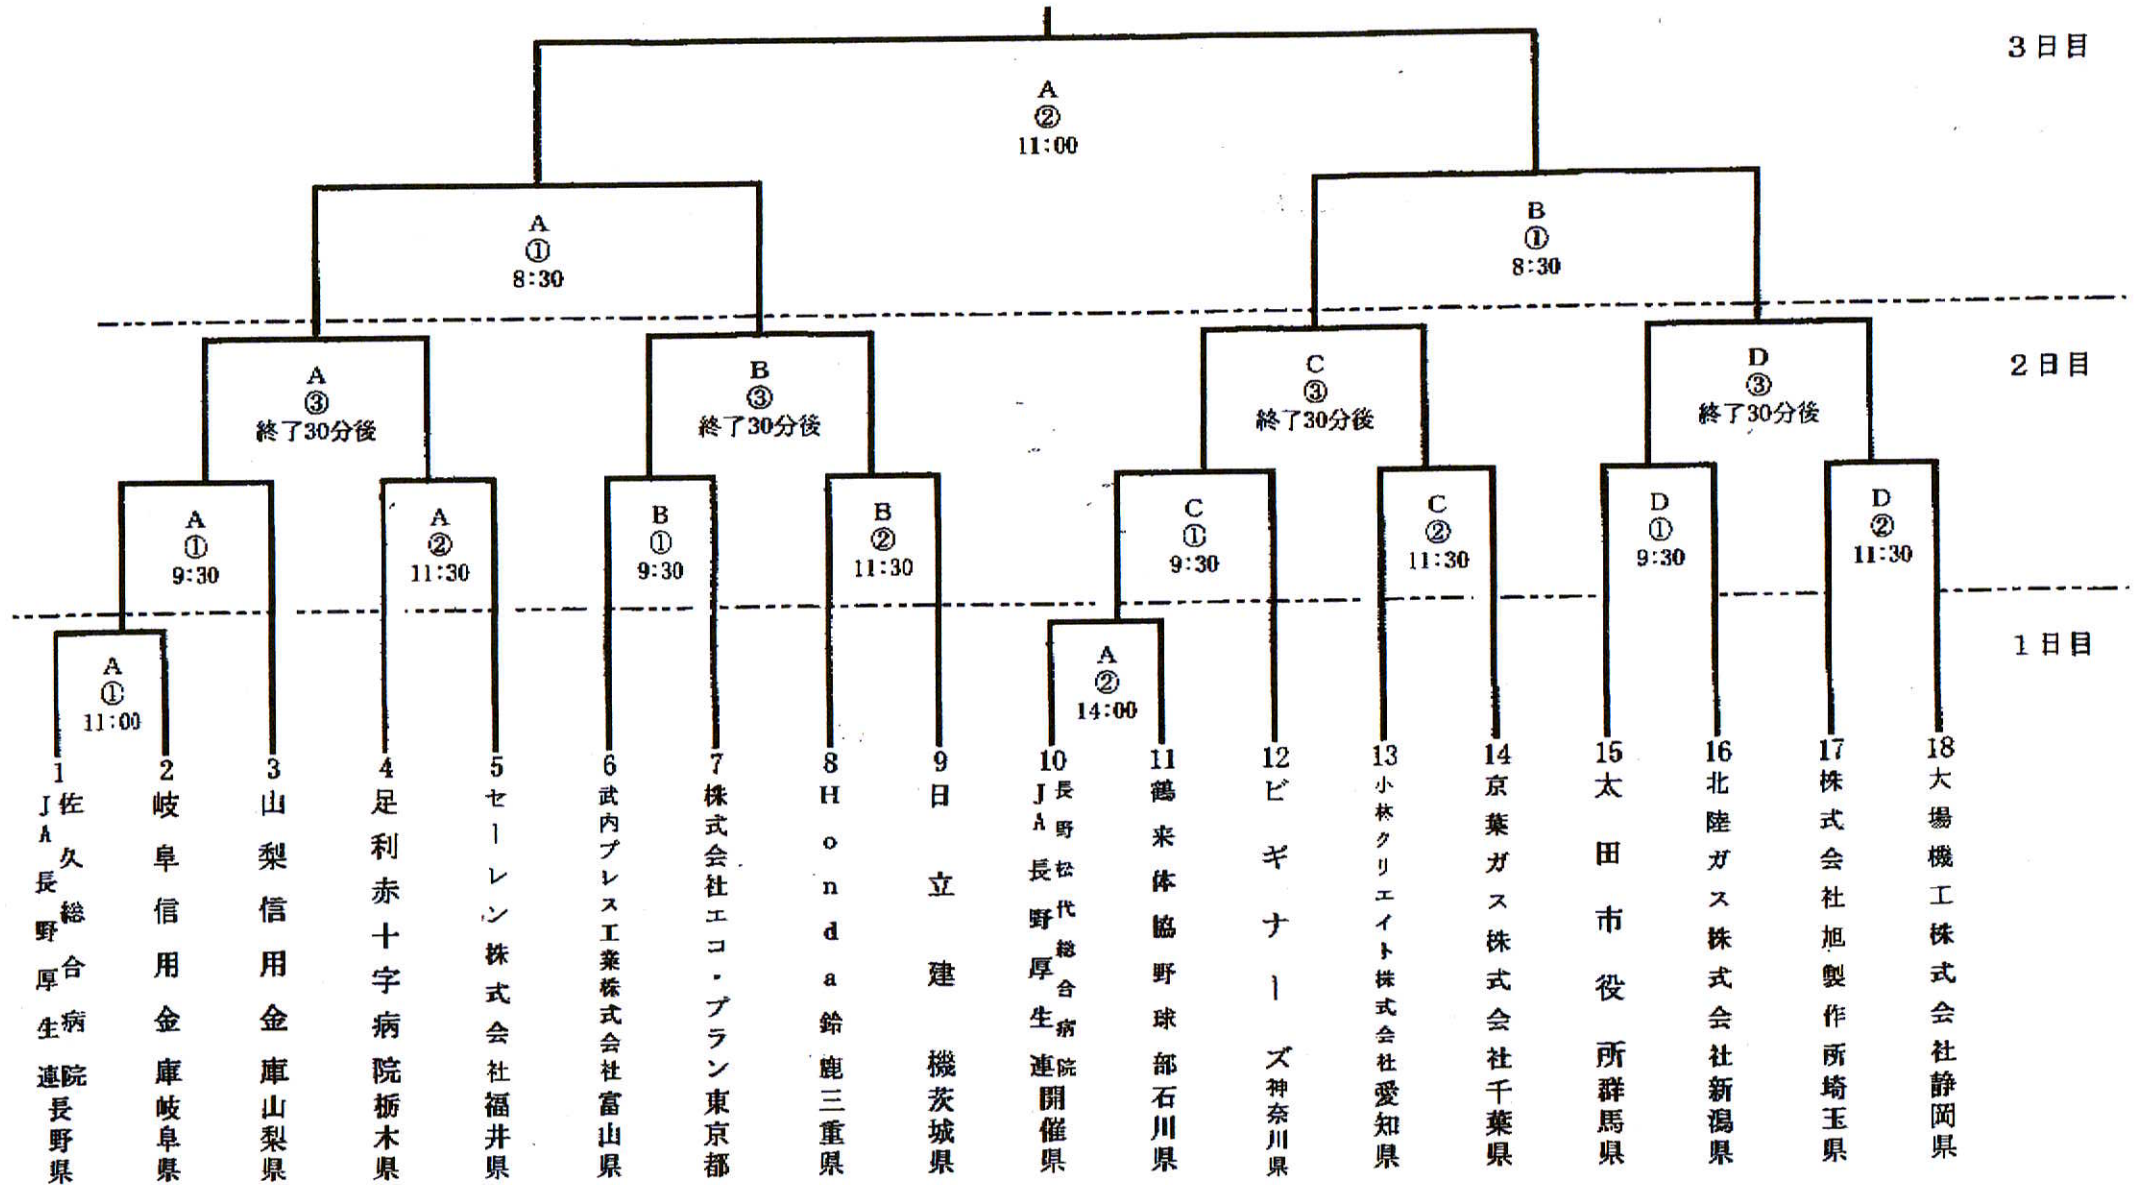 3日目
A
②
11:00
A
①
8:30
B
①
8:30
2日目
A
③
終了30分後
B
③
終了30分後
C
③
終了30分後
D
③
終了30分後
A
①
9:30
A
②
11:30
B
①
9:30
B
②
11:30
C
①
9:30
C
②
11:30
D
①
9:30
D
②
11:30
1日目
A
①
11:00
A
②
14:00
1
JA長野厚生連
佐久総合病院
長野県
2
岐阜信用金庫
岐阜県
3
山梨信用金庫
山梨県
4
足利赤十字病院
栃木県
5
セーレン株式会社
福井県
6
武内プレス工業株式会社
富山県
7
株式会社エコ・プラン
東京都
8
Honda鈴鹿
三重県
9
日立建機
茨城県
10
JA長野厚生連
長野松代総合病院
開催県
11
鶴来体協野球部
石川県
12
ビギナーズ
神奈川県
13
小林クリエイト株式会社
愛知県
14
京葉ガス株式会社
千葉県
15
太田市役所
群馬県
16
北陸ガス株式会社
新潟県
17
株式会社旭製作所
埼玉県
18
大場機工株式会社
静岡県